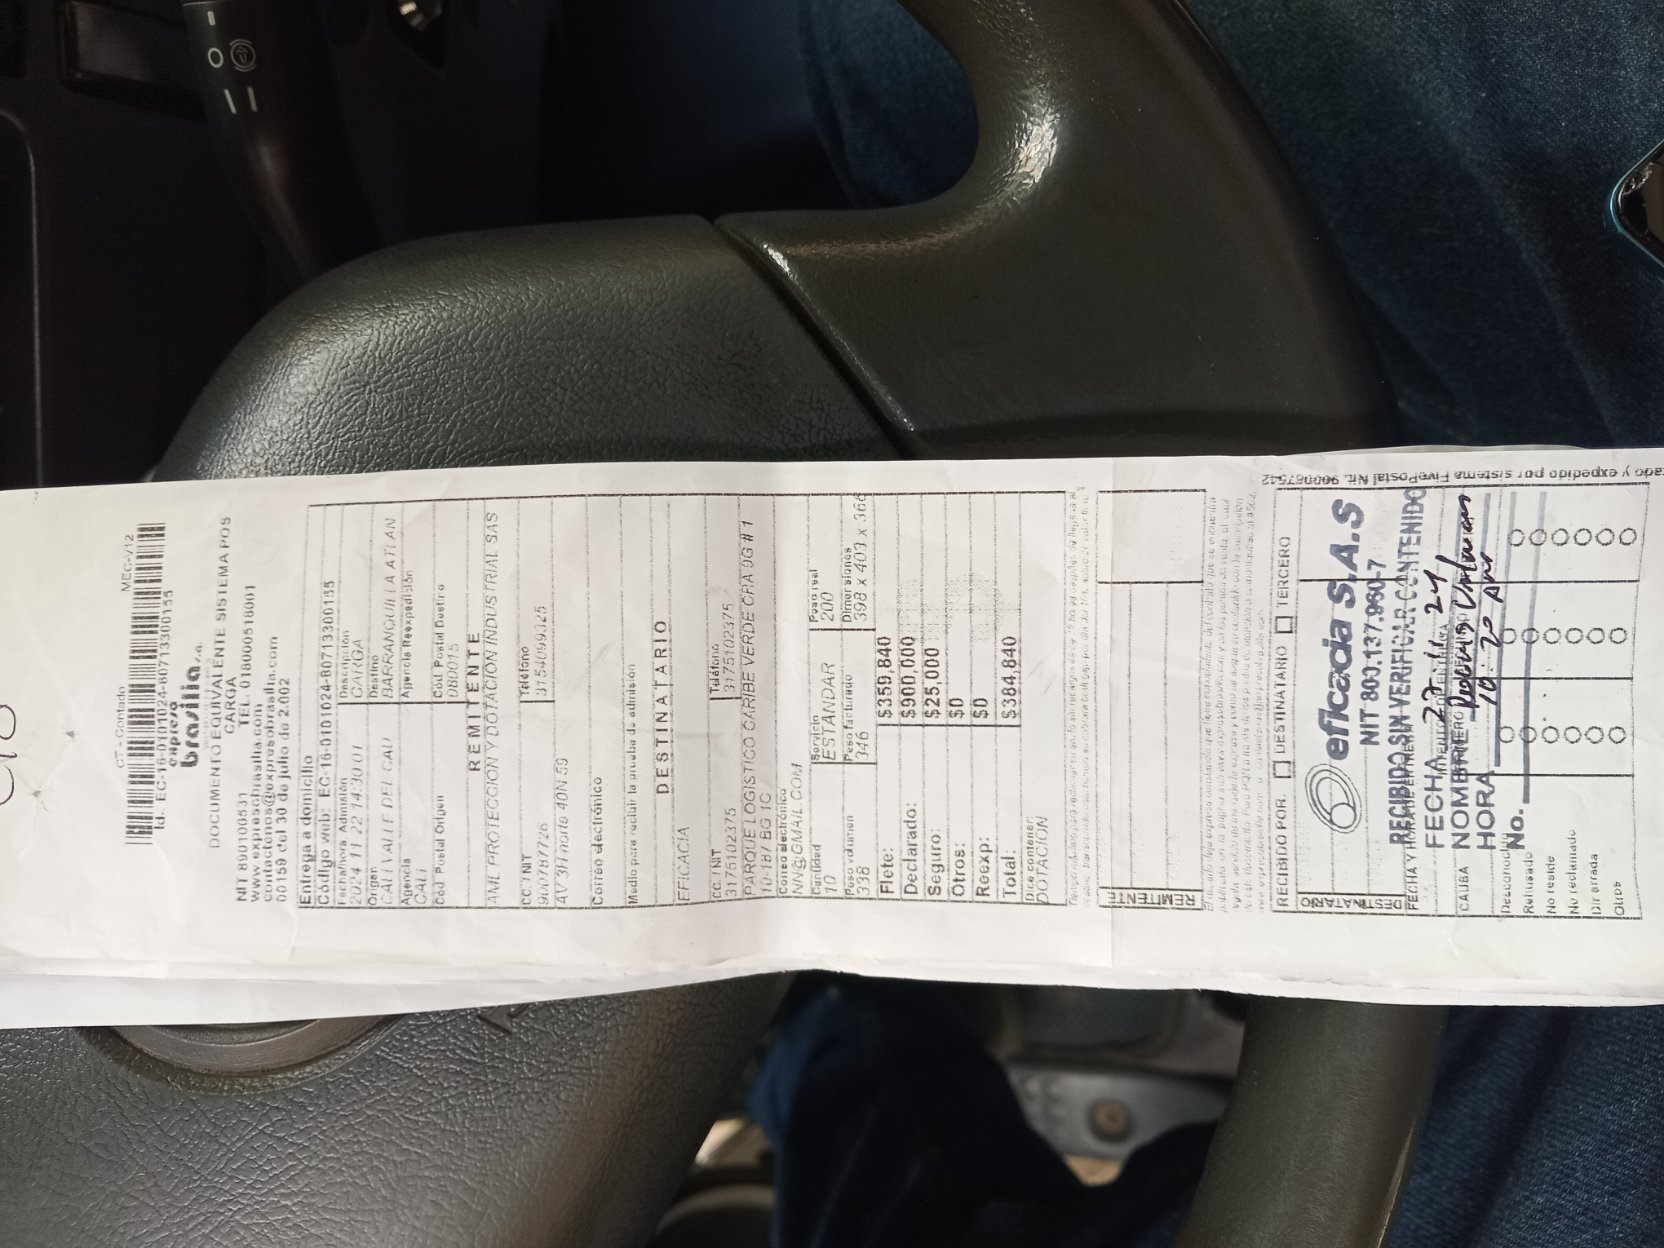 CT - Contado MEC-V12
Id. EC-16-0101024-80713300155
expreso
brasilia s.a.
DOCUMENTO EQUIVALENTE SISTEMA POS
CARGA
NIT 890100531 TEL. 018000518001
www.expresobrasilia.com
contactenos@expresobrasilia.com
00159 del 30 de julio de 2.002
Entrega a domicilio
Código web: EC-16-0101024-80713300155
Fecha/hora Admisión Descripción
2024 11 22 14:30:01 CARGA
Origen Destino
CALI VALLE DEL CAU BARRANQUILLA ATLAN
Agencia Agencia Reexpedición
CALI
Cód. Postal Origen Cód. Postal Destino
080015
REMITENTE
AML PROTECCION Y DOTACION INDUSTRIAL SAS
CC. / NIT Teléfono
900787726 3154099325
AV 3H norte 40N 59
Correo electrónico
Medio para recibir la prueba de admisión
DESTINATARIO
EFICACIA
CC. / NIT Teléfono
3175102375 3175102375
PARQUE LOGISTICO CARIBE VERDE CRA 9G # 1
10-187 BG 1C
Correo electrónico
NN@GMAIL.COM
Cantidad Servicio Peso real
10 ESTANDAR 200
Peso volumen Peso facturado Dimensiones
338 346 398 x 403 x 366
Flete: $359,840
Declarado: $900,000
Seguro: $25,000
Otros: $0
Reexp: $0
Total: $384,840
Dice contener:
DOTACION
REMITENTE
RECIBIDO POR: DESTINATARIO TERCERO
DESTINATARIO
eficacia S.A.S
NIT 800.137.960-7
RECIBIDO SIN VERIFICAR CONTENIDO
FECHA 27 11 24
NOMBRE
HORA 10:20
No.
CAUSA
Desconocido
Rehusado
No reside
No reclamado
Dir errada
Otros
y expedido por sistema FivePostal Nit. 900087542